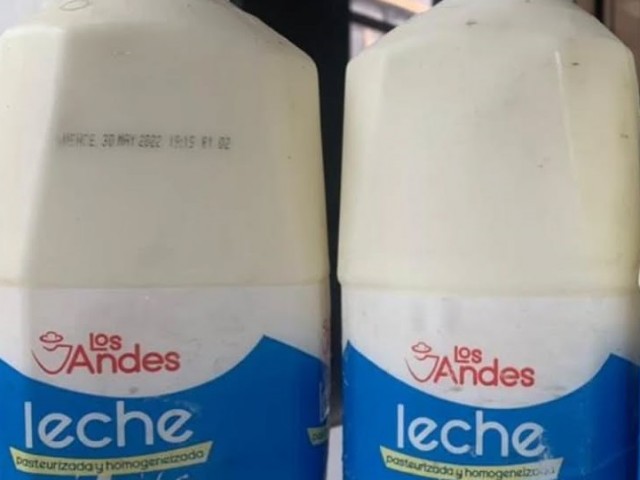 VENCE 30 MAY 2022 19:15 R1 02
Los
Andes
leche
pasteurizada y homogeneizada
Los
Andes
leche
pasteurizada y homogeneizada